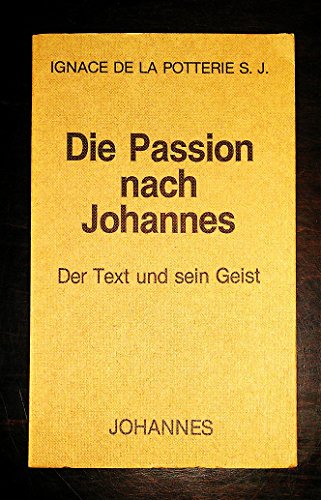 IGNACE DE LA POTTERIE S. J.
Die Passion
nach
Johannes
Der Text und sein Geist
JOHANNES